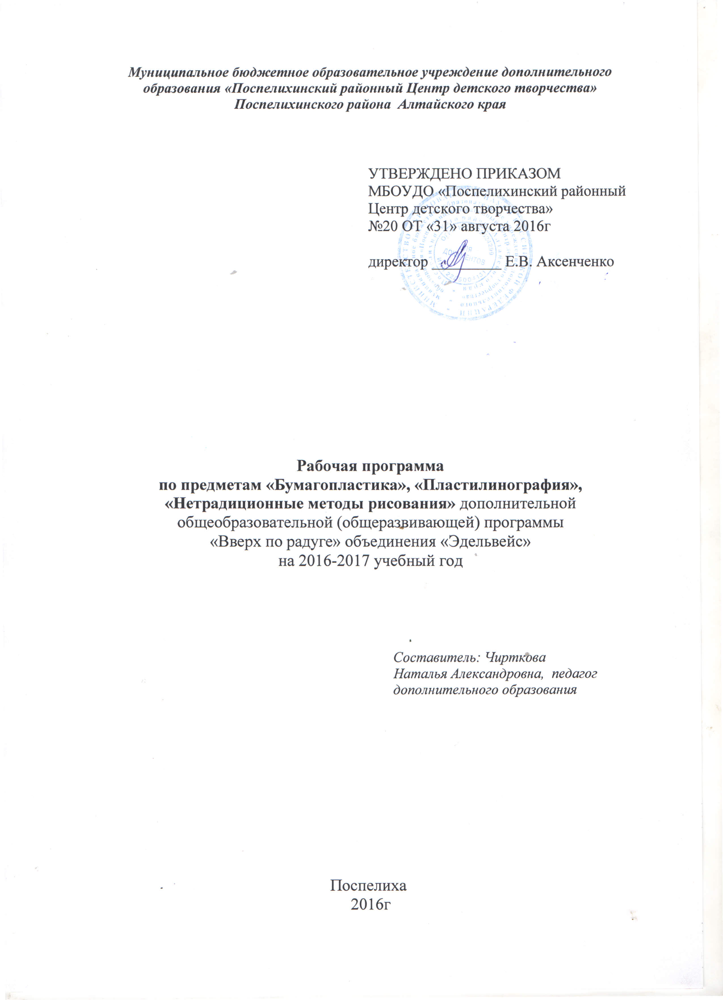 Муниципальное бюджетное образовательное учреждение дополнительного
образования «Поспелихинский районный Центр детского творчества»
Поспелихинского района Алтайского края
УТВЕРЖДЕНО ПРИКАЗОМ
МБОУДО «Поспелихинский районный
Центр детского творчества»
№20 ОТ «31» августа 2016г
директор __________ Е.В. Аксенченко
ДЛЯ
ДОКУМЕНТОВ
Рабочая программа
по предметам «Бумагопластика», «Пластилинография»,
«Нетрадиционные методы рисования» дополнительной
общеобразовательной (общеразвивающей) программы
«Вверх по радуге» объединения «Эдельвейс»
на 2016-2017 учебный год
Составитель: Чирткова
Наталья Александровна, педагог
дополнительного образования
Поспелиха
2016г